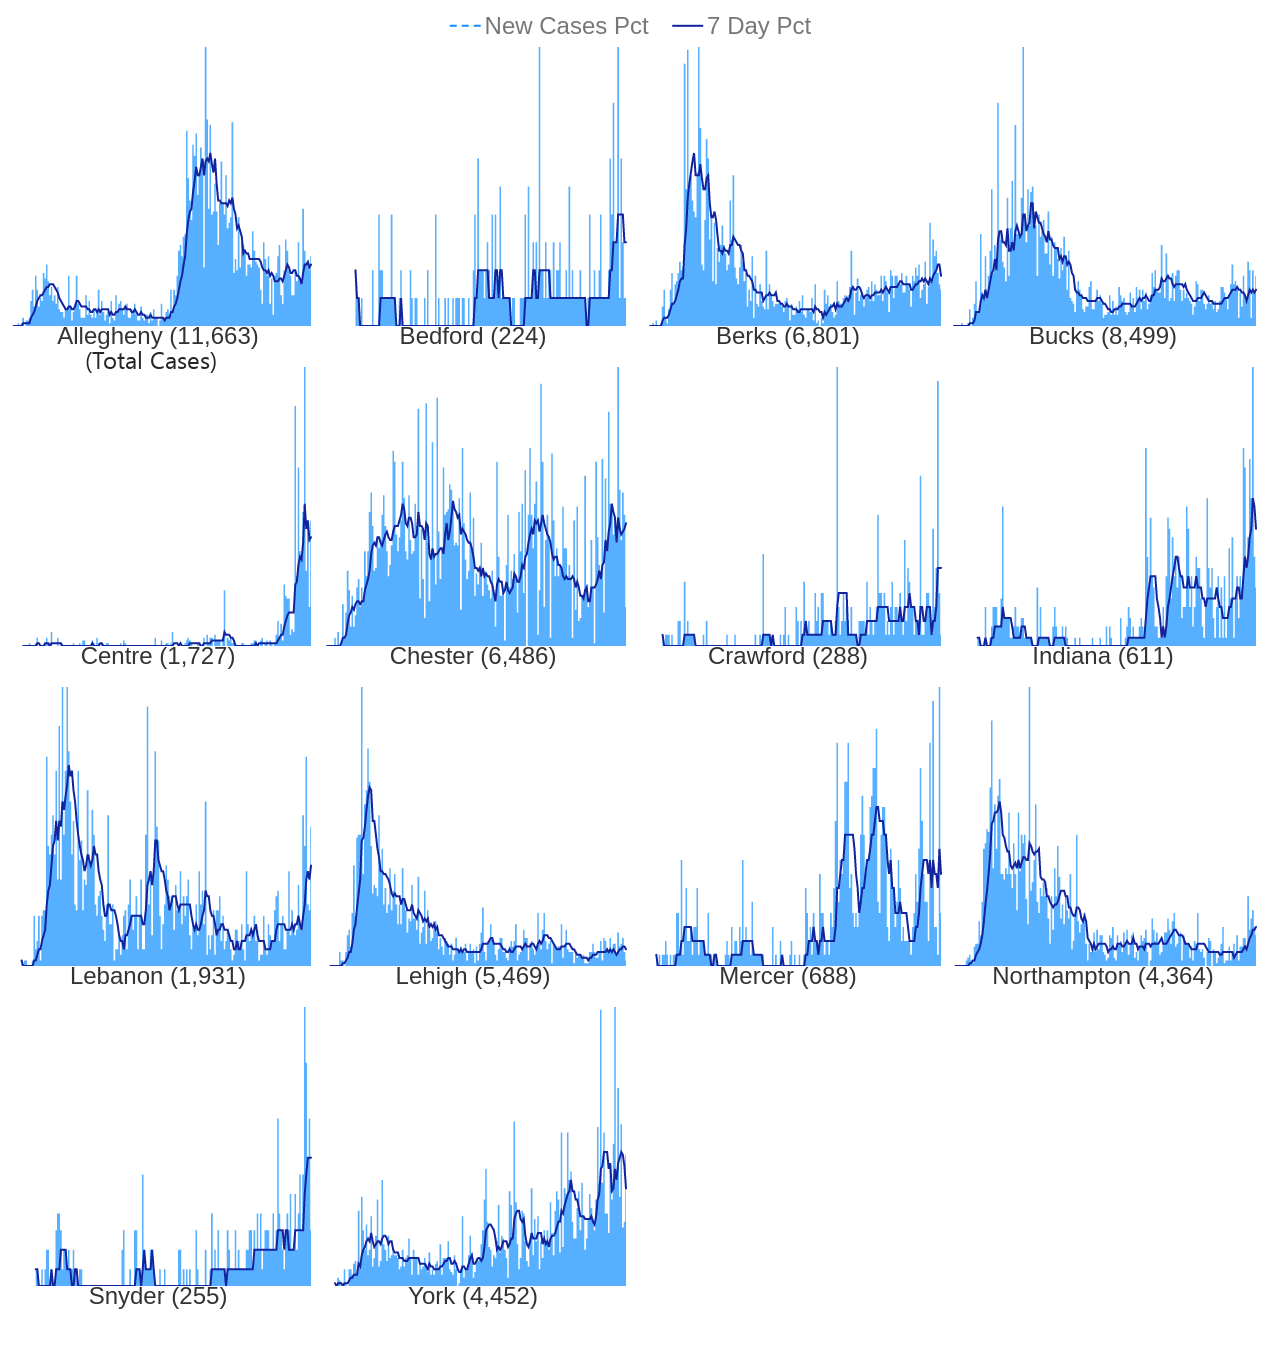 New Cases Pct 7 Day Pct
Allegheny (11,663) Bedford (224) Berks (6,801) Bucks (8,499)
(Total Cases)
Centre (1,727) Chester (6,486) Crawford (288) Indiana (611)
Lebanon (1,931) Lehigh (5,469) Mercer (688) Northampton (4,364)
Snyder (255) York (4,452)